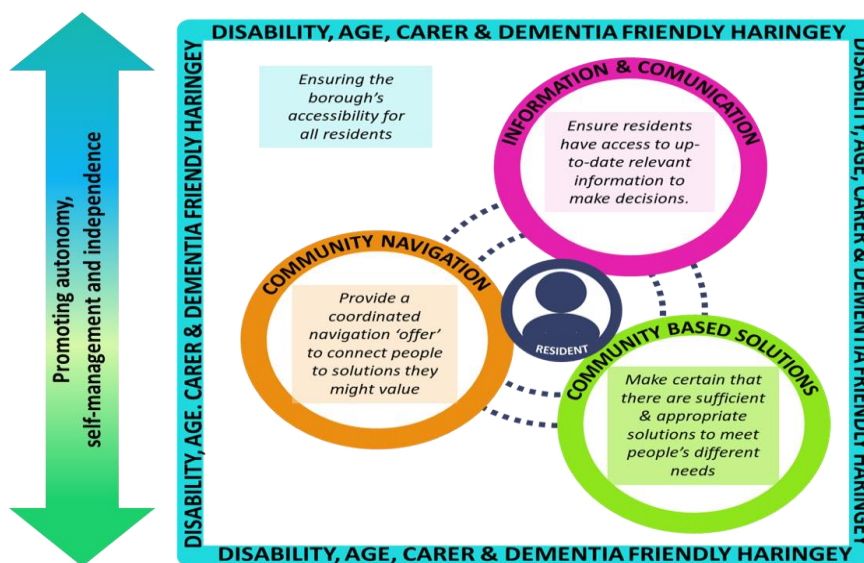 DISABILITY, AGE, CARER & DEMENTIA FRIENDLY HARINGEY
Promoting autonomy,
self-management and independence
DISABILITY, AGE. CARER & DEMENTIA FRIENDLY HARINGEY
Ensuring the
borough's
accessibility for
all residents
INFORMATION & COMUNICATION
Ensure residents
have access to up-
to-date relevant
information to
make decisions.
COMMUNITY NAVIGATION
Provide a
coordinated
navigation 'offer'
to connect people
to solutions they
might value
RESIDENT
COMMUNITY BASED SOLUTIONS
Make certain that
there are sufficient
& appropriate
solutions to meet
people's different
needs
DISABILITY, AGE, CARER & DEMENTIA FRIENDLY HARINGEY
DISABILITY, AGE, CARER & DEMENTIA FRIENDLY HARINGEY